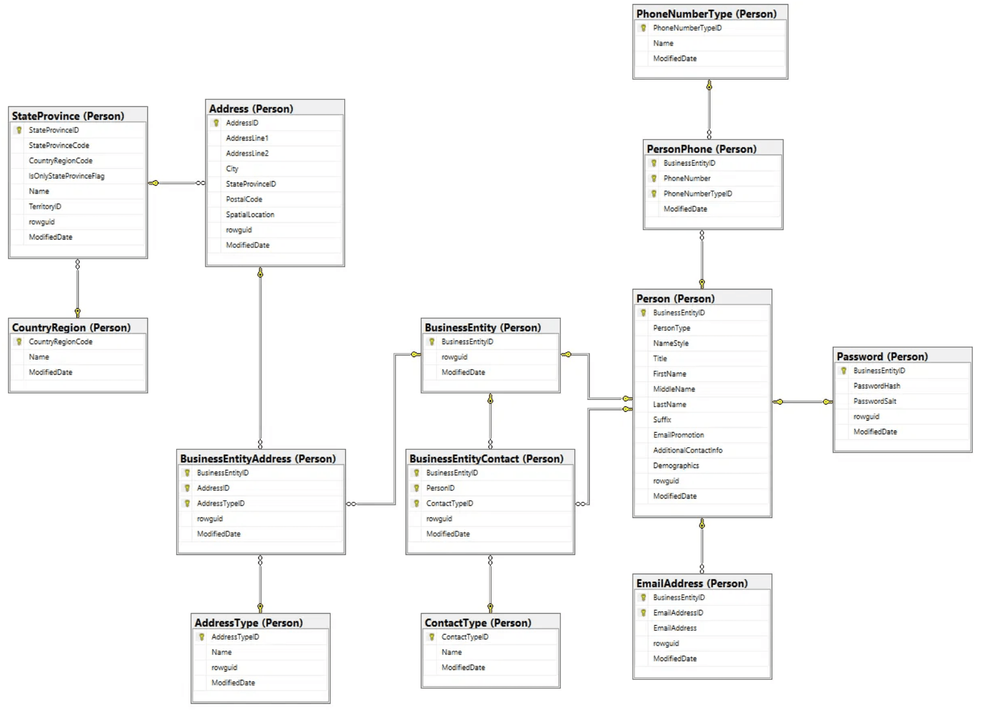 PhoneNumberType (Person)
PhoneNumberTypeID
Name
ModifiedDate
StateProvince (Person)
StateProvinceID
StateProvinceCode
CountryRegionCode
IsOnlyStateProvinceFlag
Name
TerritoryID
rowguid
ModifiedDate
Address (Person)
AddressID
AddressLine1
AddressLine2
City
StateProvinceID
PostalCode
SpatialLocation
rowguid
ModifiedDate
PersonPhone (Person)
BusinessEntityID
PhoneNumber
PhoneNumberTypeID
ModifiedDate
CountryRegion (Person)
CountryRegionCode
Name
ModifiedDate
BusinessEntity (Person)
BusinessEntityID
rowguid
ModifiedDate
Person (Person)
BusinessEntityID
PersonType
NameStyle
Title
FirstName
MiddleName
LastName
Suffix
EmailPromotion
AdditionalContactInfo
Demographics
rowguid
ModifiedDate
Password (Person)
BusinessEntityID
PasswordHash
PasswordSalt
rowguid
ModifiedDate
BusinessEntityAddress (Person)
BusinessEntityID
AddressID
AddressTypeID
rowguid
ModifiedDate
BusinessEntityContact (Person)
BusinessEntityID
PersonID
ContactTypeID
rowguid
ModifiedDate
AddressType (Person)
AddressTypeID
Name
rowguid
ModifiedDate
ContactType (Person)
ContactTypeID
Name
ModifiedDate
EmailAddress (Person)
BusinessEntityID
EmailAddressID
EmailAddress
rowguid
ModifiedDate